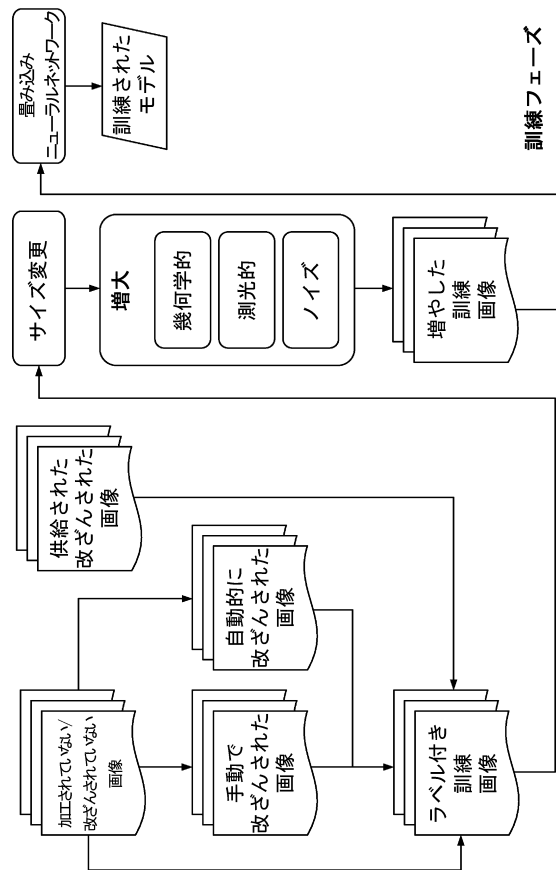 加工されていない/
改ざんされていない
画像
手動で
改ざんされた
画像
自動的に
改ざんされた
画像
供給された
改ざんされた
画像
ラベル付き
訓練
画像
サイズ変更
増大
幾何学的
測光的
ノイズ
増やした
訓練
画像
畳み込み
ニューラルネットワーク
訓練された
モデル
訓練フェーズ